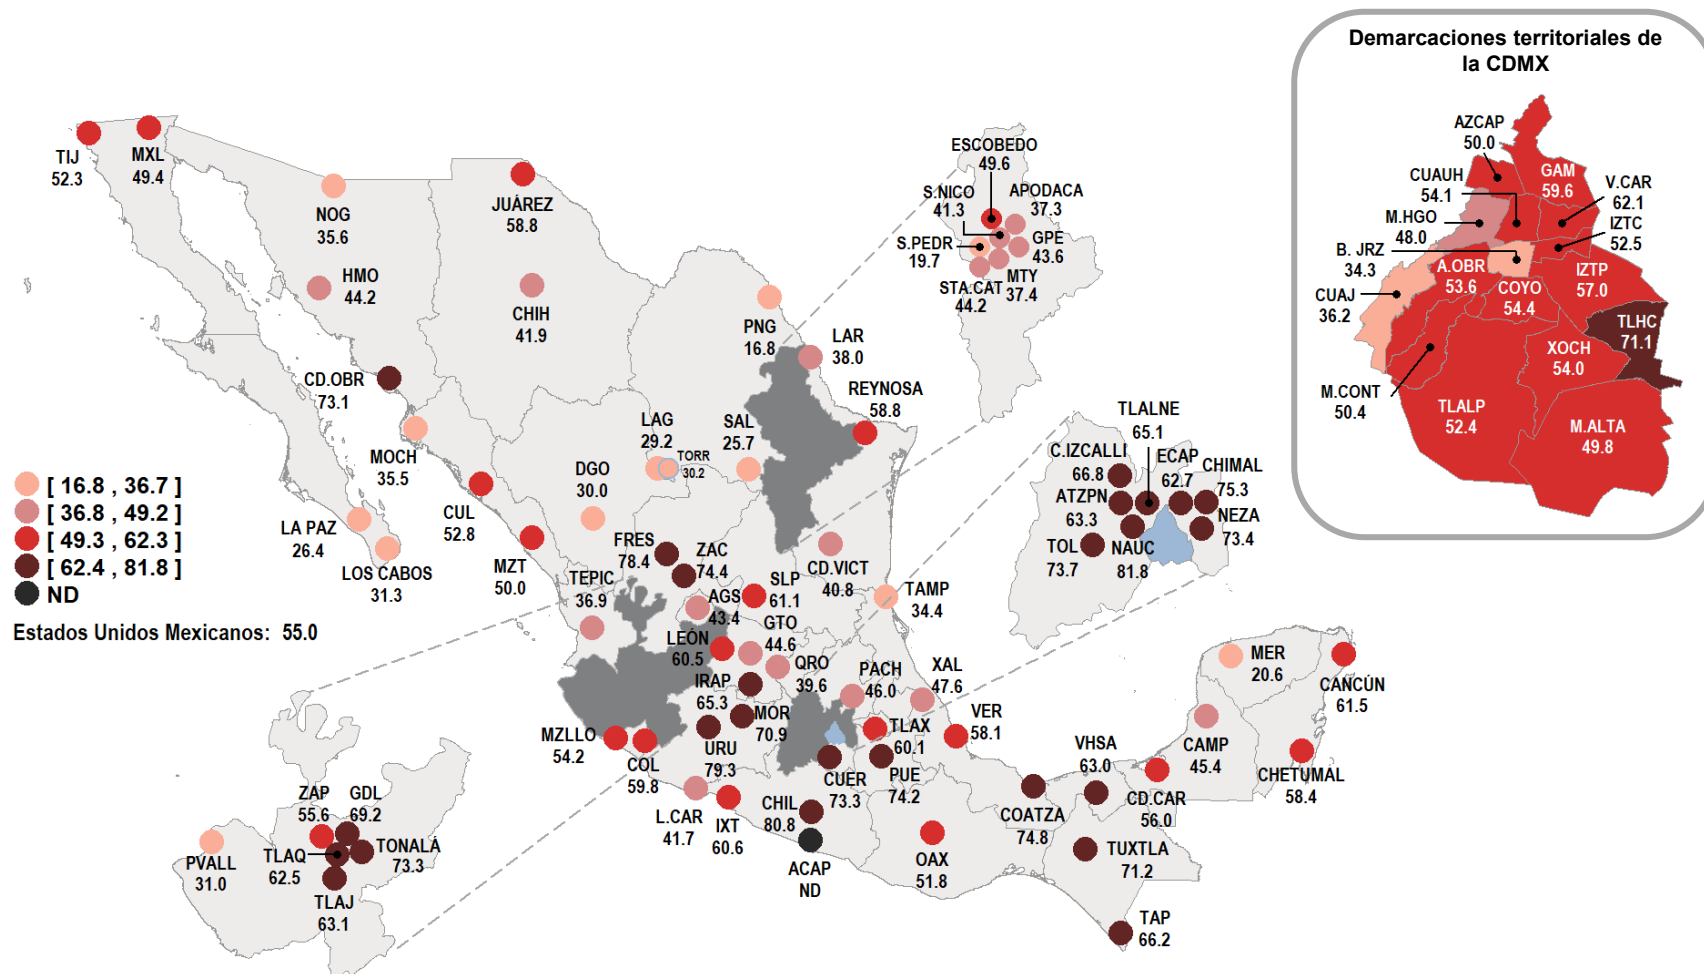 Demarcaciones territoriales de
la CDMX
AZCAP
50.0
CUAUH
54.1
GAM
59.6
V.CAR
62.1
M.HGO
48.0
IZTC
52.5
B. JRZ
34.3
A.OBR
53.6
IZTP
57.0
COYO
54.4
CUAJ
36.2
TLHC
71.1
XOCH
54.0
M.CONT
50.4
TLALP
52.4
M.ALTA
49.8
TIJ
52.3
MXL
49.4
NOG
35.6
JUÁREZ
58.8
HMO
44.2
CHIH
41.9
ESCOBEDO
49.6
S.NICO
41.3
APODACA
37.3
S.PEDR
19.7
GPE
43.6
STA.CAT
44.2
MTY
37.4
PNG
16.8
LAR
38.0
REYNOSA
58.8
CD.OBR
73.1
MOCH
35.5
LAG
29.2
TORR
30.2
SAL
25.7
DGO
30.0
CUL
52.8
LA PAZ
26.4
LOS CABOS
31.3
MZT
50.0
TLALNE
65.1
C.IZCALLI
66.8
ECAP
62.7
CHIMAL
75.3
ATZPN
63.3
NEZA
73.4
TOL
73.7
NAUC
81.8
[ 16.8 , 36.7 ]
[ 36.8 , 49.2 ]
[ 49.3 , 62.3 ]
[ 62.4 , 81.8 ]
ND
Estados Unidos Mexicanos: 55.0
FRES
78.4
ZAC
74.4
TEPIC
36.9
AGS
43.4
SLP
61.1
CD.VICT
40.8
TAMP
34.4
LEÓN
60.5
GTO
44.6
QRO
39.6
PACH
46.0
XAL
47.6
IRAP
65.3
MOR
70.9
URU
79.3
MZLLO
54.2
COL
59.8
L.CAR
41.7
IXT
60.6
CHIL
80.8
ACAP
ND
CUER
73.3
TLAX
60.1
PUE
74.2
VER
58.1
OAX
51.8
COATZA
74.8
VHSA
63.0
CD.CAR
56.0
TUXTLA
71.2
TAP
66.2
MER
20.6
CANCÚN
61.5
CAMP
45.4
CHETUMAL
58.4
ZAP
55.6
GDL
69.2
TONALÁ
73.3
PVALL
31.0
TLAQ
62.5
TLAJ
63.1